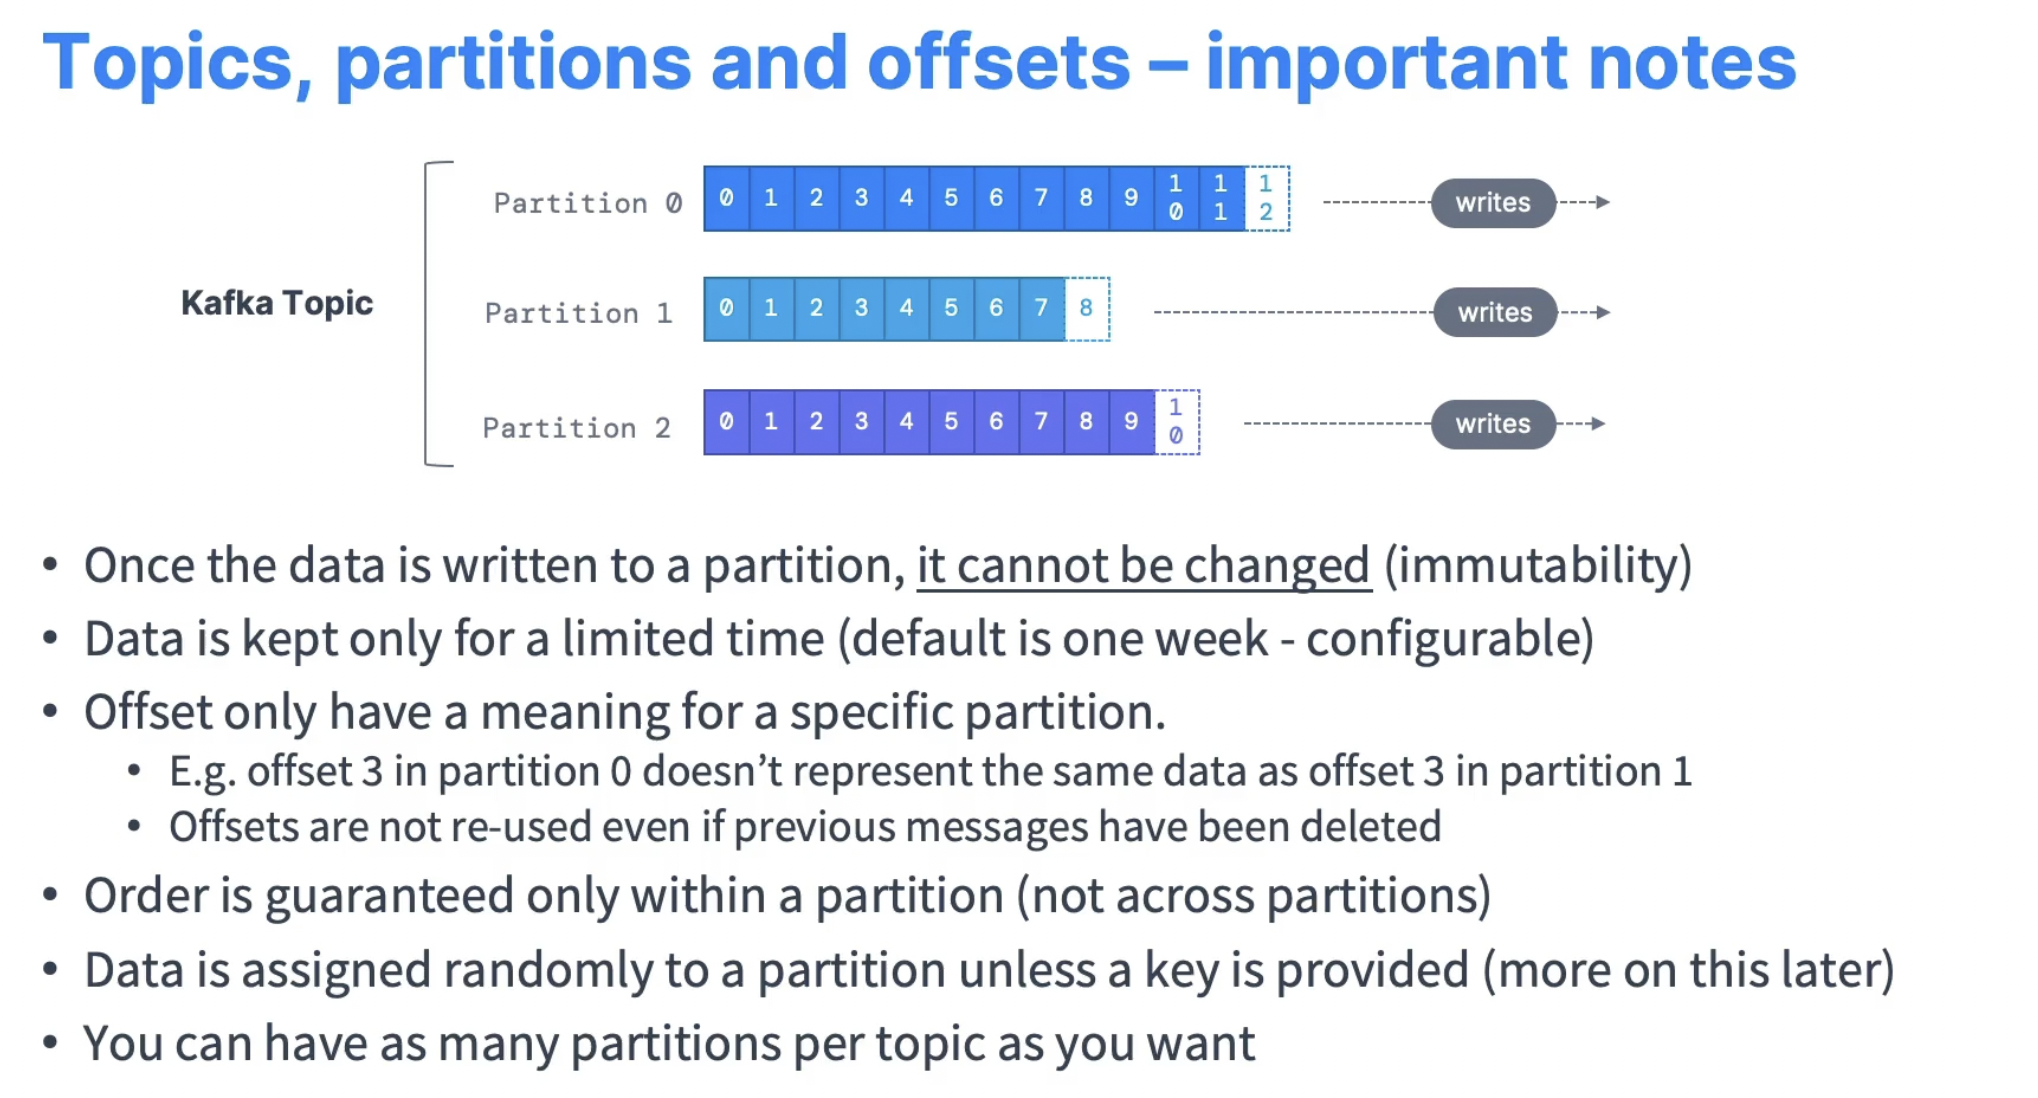 Topics, partitions and offsets – important notes
Kafka Topic
Partition 0 0 1 2 3 4 5 6 7 8 9 10 11 12 writes
Partition 1 0 1 2 3 4 5 6 7 8 writes
Partition 2 0 1 2 3 4 5 6 7 8 9 10 writes
• Once the data is written to a partition, it cannot be changed (immutability)
• Data is kept only for a limited time (default is one week - configurable)
• Offset only have a meaning for a specific partition.
• E.g. offset 3 in partition 0 doesn’t represent the same data as offset 3 in partition 1
• Offsets are not re-used even if previous messages have been deleted
• Order is guaranteed only within a partition (not across partitions)
• Data is assigned randomly to a partition unless a key is provided (more on this later)
• You can have as many partitions per topic as you want